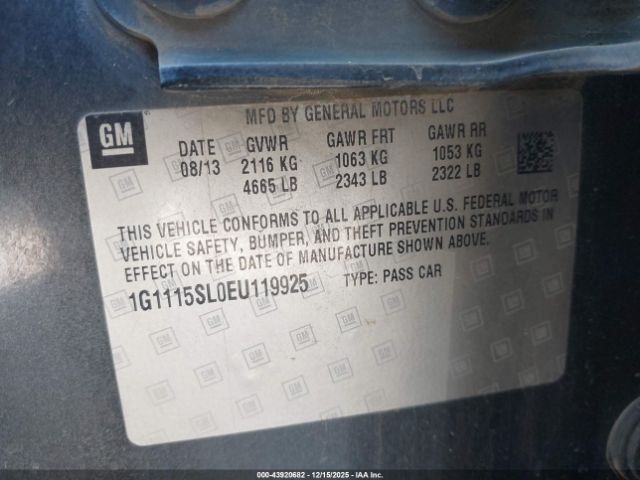 MFD BY GENERAL MOTORS LLC
GM
DATE GVWR GAWR FRT GAWR RR
08/13 2116 KG 1063 KG 1053 KG
4665 LB 2343 LB 2322 LB
THIS VEHICLE CONFORMS TO ALL APPLICABLE U.S. FEDERAL MOTOR
VEHICLE SAFETY, BUMPER, AND THEFT PREVENTION STANDARDS IN
EFFECT ON THE DATE OF MANUFACTURE SHOWN ABOVE.
1G1115SL0EU119925 TYPE: PASS CAR
00-43920682 - 12/15/2025 - IAA Inc.